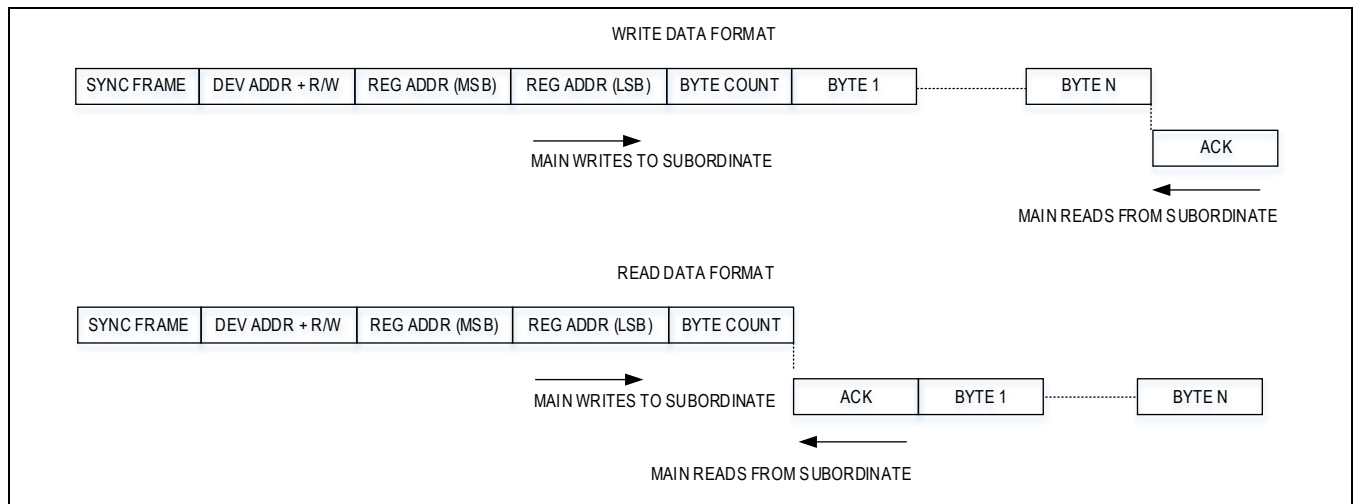 WRITE DATA FORMAT
SYNC FRAME DEV ADDR + R/W REG ADDR (MSB) REG ADDR (LSB) BYTE COUNT BYTE 1 BYTE N
ACK
MAIN WRITES TO SUBORDINATE
MAIN READS FROM SUBORDINATE
READ DATA FORMAT
SYNC FRAME DEV ADDR + R/W REG ADDR (MSB) REG ADDR (LSB) BYTE COUNT
MAIN WRITES TO SUBORDINATE ACK BYTE 1 BYTE N
MAIN READS FROM SUBORDINATE